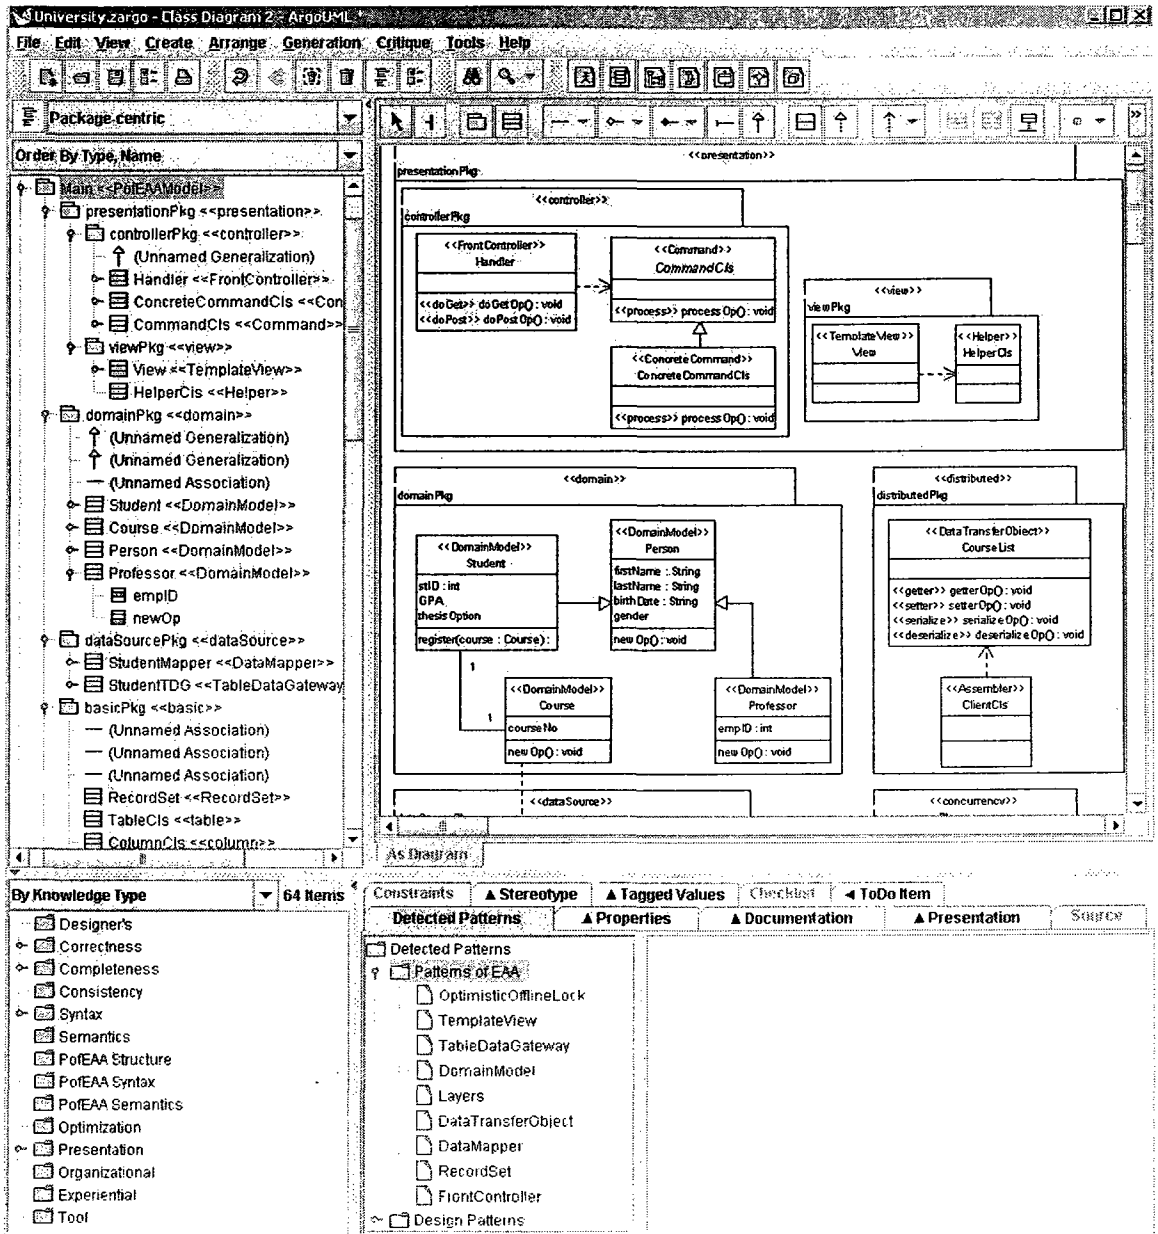 University.zargo - Class Diagram 2 - ArgoUML *
File Edit View Create Arrange Generation Critique Tools Help
Package-centric
Order By Type, Name
Main <<PofEAAModel>>
presentationPkg <<presentation>>
controllerPkg <<controller>>
(Unnamed Generalization)
Handler <<FrontController>>
ConcreteCommandCls <<Con
CommandCls <<Command>>
viewPkg <<view>>
View <<TemplateView>>
HelperCls <<Helper>>
domainPkg <<domain>>
(Unnamed Generalization)
(Unnamed Generalization)
(Unnamed Association)
Student <<DomainModel>>
Course <<DomainModel>>
Person <<DomainModel>>
Professor <<DomainModel>>
empID
newOp
dataSourcePkg <<dataSource>>
StudentMapper <<DataMapper>>
StudentTDG <<TableDataGateway
basicPkg <<basic>>
(Unnamed Association)
(Unnamed Association)
(Unnamed Association)
RecordSet <<RecordSet>>
TableCls <<table>>
ColumnCls <<column>>
<<presentation>>
presentationPkg
<<controller>>
controllerPkg
<<FrontController>>
Handler
<<doGet>> doGetOp() : void
<<doPost>> doPostOp() : void
<<Command>>
CommandCls
<<process>> processOp() : void
<<ConcreteCommand>>
ConcreteCommandCls
<<process>> processOp() : void
<<view>>
viewPkg
<<TemplateView>>
View
<<Helper>>
HelperCls
<<domain>>
domainPkg
<<DomainModel>>
Student
stID : int
GPA
thesisOption
register(course : Course) :
<<DomainModel>>
Person
firstName : String
lastName : String
birthDate : String
gender
newOp() : void
1
1
<<DomainModel>>
Course
courseNo
newOp() : void
<<DomainModel>>
Professor
empID : int
newOp() : void
<<distributed>>
distributedPkg
<<DataTransferObject>>
CourseList
<<getter>> getterOp() : void
<<setter>> setterOp() : void
<<serialize>> serializeOp() : void
<<deserialize>> deserializeOp() : void
<<Assembler>>
ClientCls
<<dataSource>>
<<concurrency>>
As Diagram
By Knowledge Type 64 Items
Designer's
Correctness
Completeness
Consistency
Syntax
Semantics
PofEAA Structure
PofEAA Syntax
PofEAA Semantics
Optimization
Presentation
Organizational
Experiential
Tool
Constraints ▲ Stereotype ▲ Tagged Values Checklist ◄ ToDo Item
Detected Patterns ▲ Properties ▲ Documentation ▲ Presentation Source
Detected Patterns
Patterns of EAA
OptimisticOfflineLock
TemplateView
TableDataGateway
DomainModel
Layers
DataTransferObject
DataMapper
RecordSet
FrontController
Design Patterns